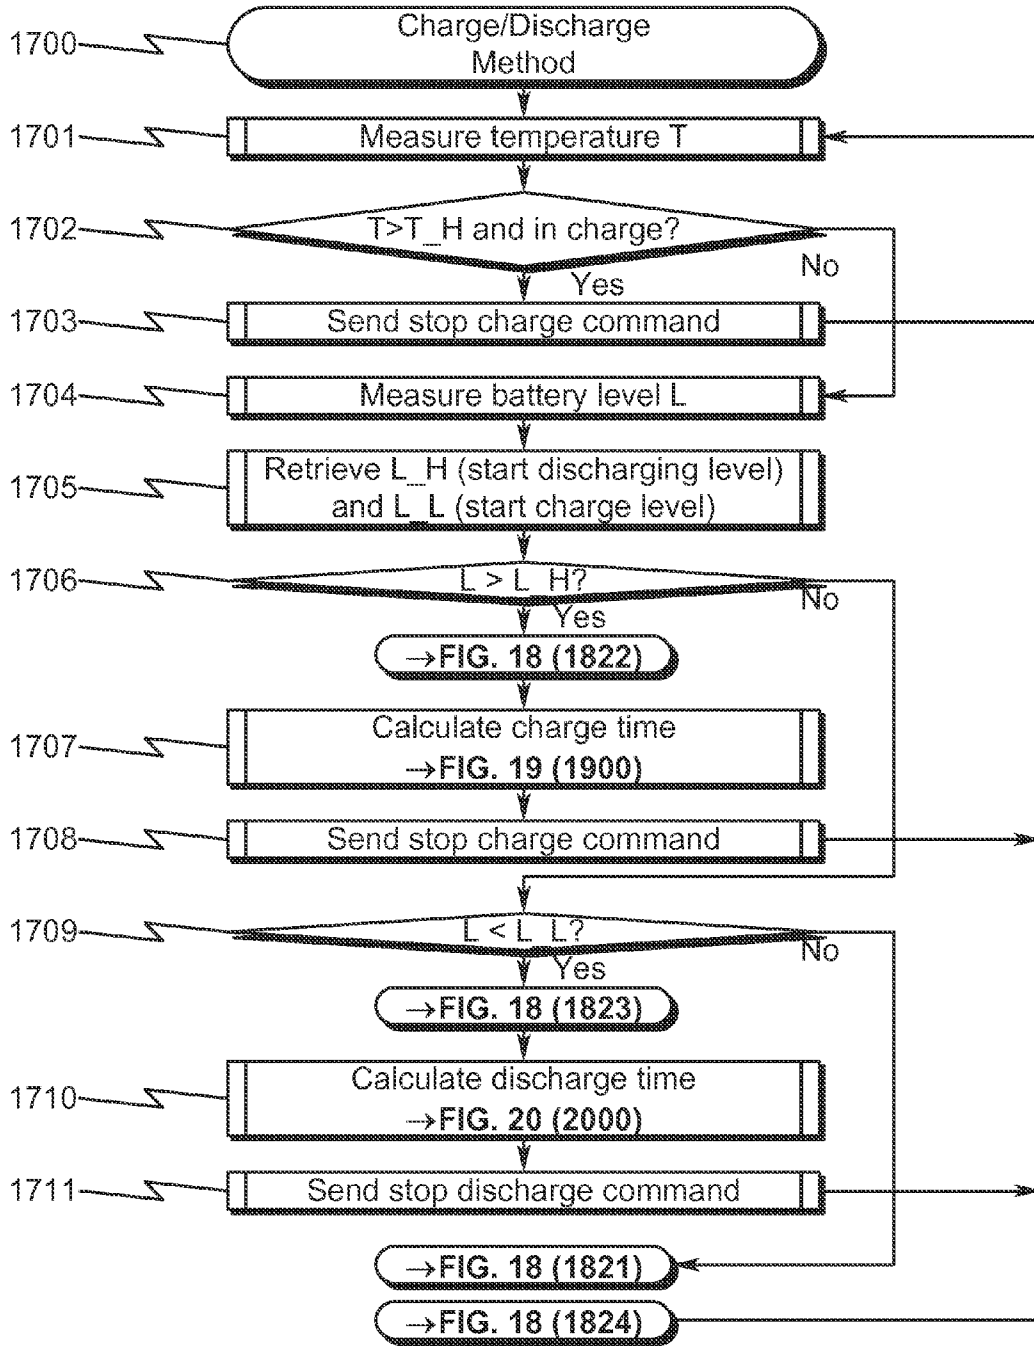 1700
Charge/Discharge
Method
1701
Measure temperature T
1702
T>T_H and in charge?
No
Yes
1703
Send stop charge command
1704
Measure battery level L
1705
Retrieve L_H (start discharging level)
and L_L (start charge level)
1706
L > L_H?
No
Yes
→FIG. 18 (1822)
1707
Calculate charge time
→FIG. 19 (1900)
1708
Send stop charge command
1709
L < L_L?
No
Yes
→FIG. 18 (1823)
1710
Calculate discharge time
→FIG. 20 (2000)
1711
Send stop discharge command
→FIG. 18 (1821)
→FIG. 18 (1824)